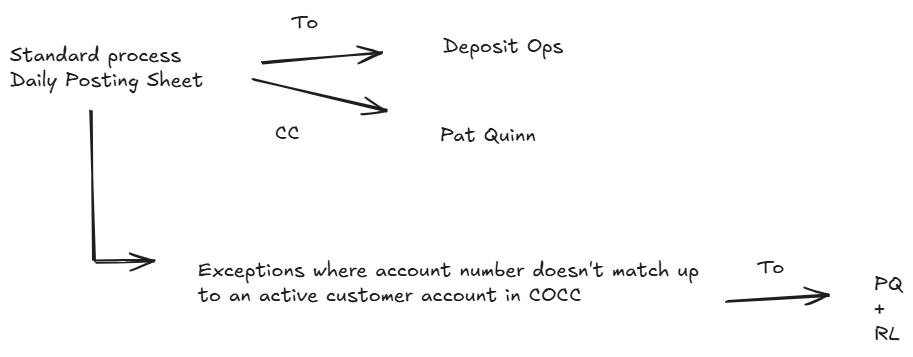 To
Deposit Ops
Standard process
Daily Posting Sheet
CC
Pat Quinn
Exceptions where account number doesn't match up
to an active customer account in COCC
To
PQ
+
RL